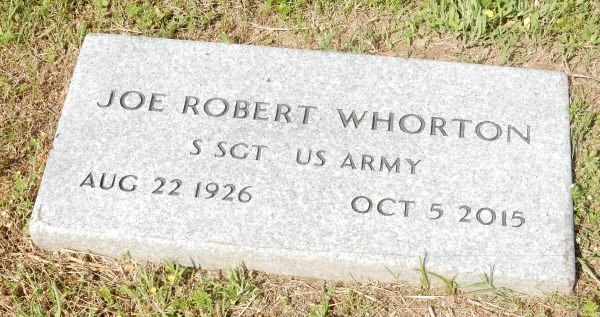 JOE ROBERT WHORTON
S SGT US ARMY
AUG 22 1926 OCT 5 2015